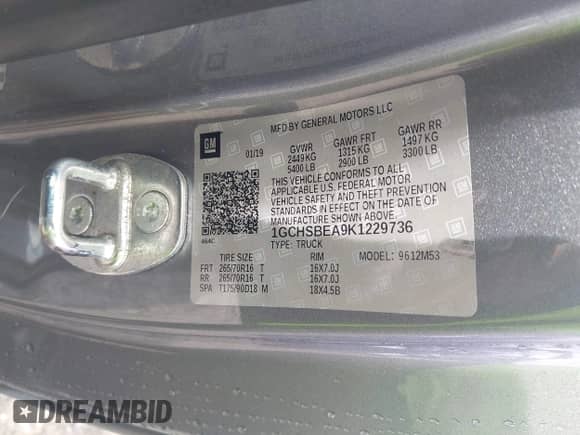 MFD BY GENERAL MOTORS LLC
GM
01/19
GVWR GAWR FRT GAWR RR
2449 KG 1315 KG 1497 KG
5400 LB 2900 LB 3300 LB
THIS VEHICLE CONFORMS TO ALL
APPLICABLE U.S. FEDERAL MOTOR
VEHICLE SAFETY AND THEFT PREVENTION
STANDARDS IN EFFECT ON THE DATE OF
MANUFACTURE SHOWN ABOVE.
1GCHSBEA9K1229736
464C
TYPE: TRUCK
MODEL: 9612M53
TIRE SIZE RIM
FRT 265/70R16 T 16X7.0J
RR 265/70R16 T 16X7.0J
SPA T175/90D18 M 18X4.5B
DREAMBID